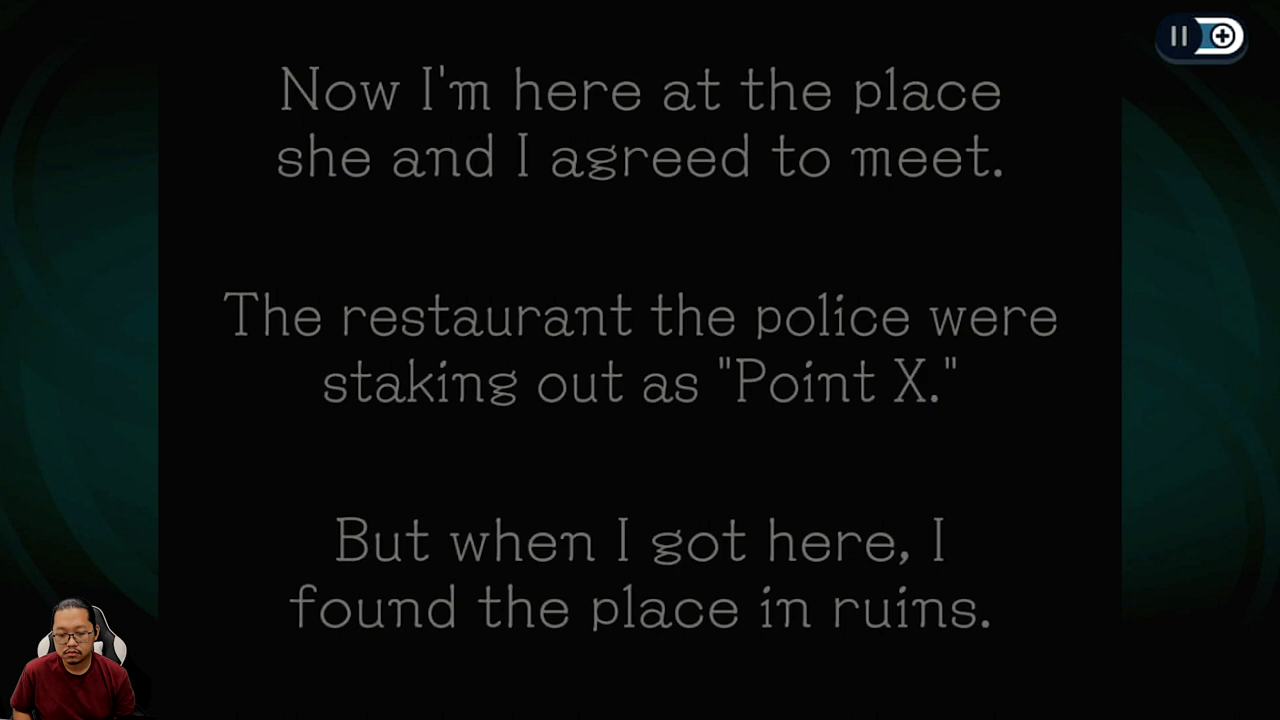 Now I'm here at the place
she and I agreed to meet.
The restaurant the police were
staking out as "Point X."
But when I got here, I
found the place in ruins.